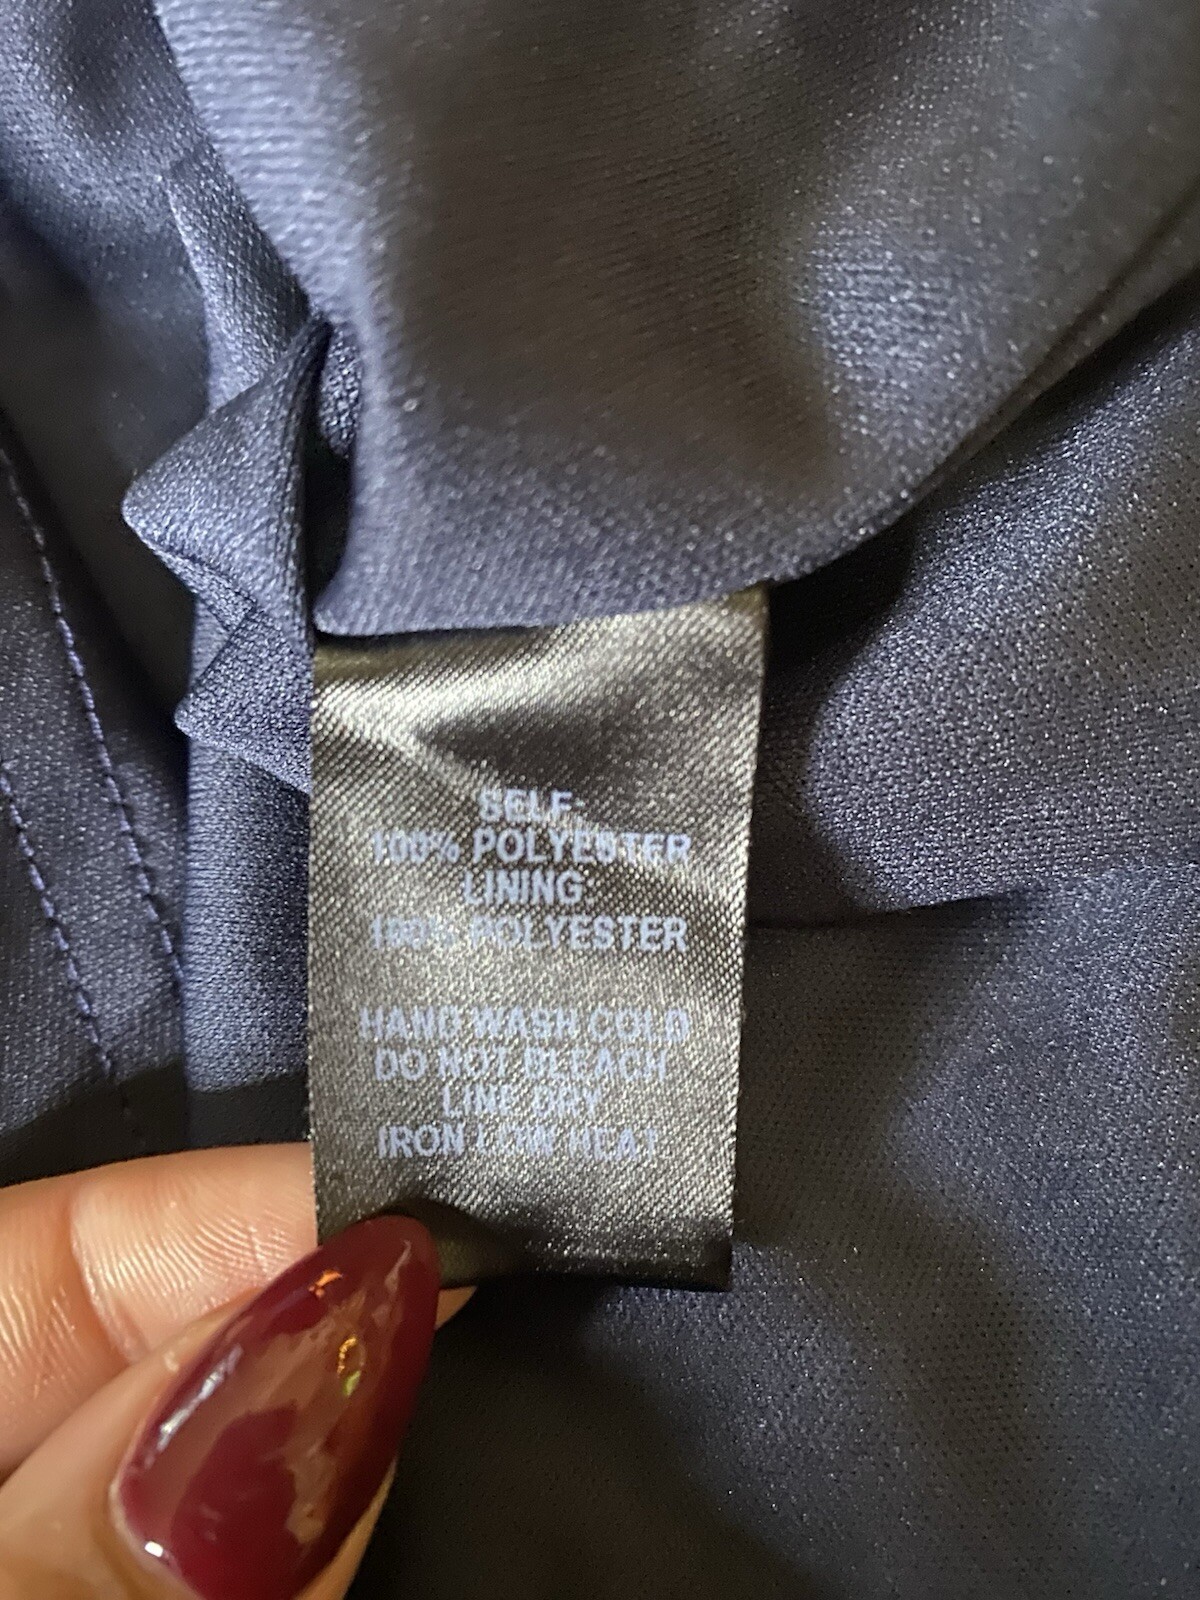 SELF:
100% POLYESTER
LINING:
100% POLYESTER
HAND WASH COLD
DO NOT BLEACH
LINE DRY
IRON LOW HEAT